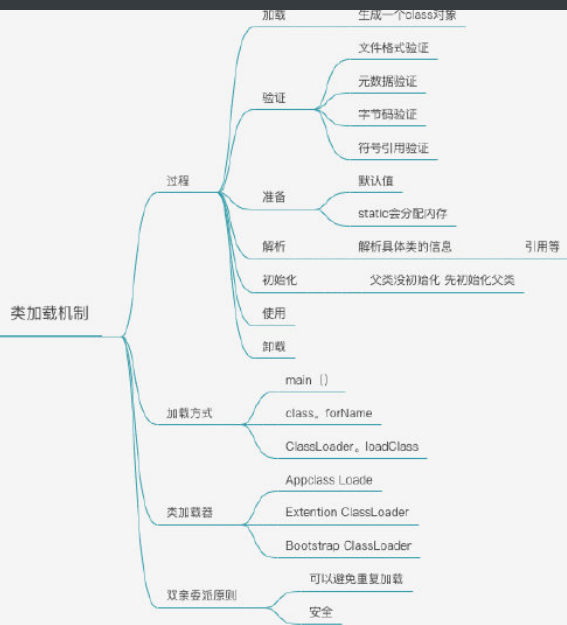 加载 生成一个class对象
文件格式验证
元数据验证
验证
字节码验证
符号引用验证
过程
默认值
准备
static会分配内存
解析 解析具体类的信息 引用等
初始化 父类没初始化 先初始化父类
类加载机制
使用
卸载
main（）
加载方式
class。forName
ClassLoader。loadClass
Appclass Loade
类加载器
Extention ClassLoader
Bootstrap ClassLoader
可以避免重复加载
双亲委派原则
安全